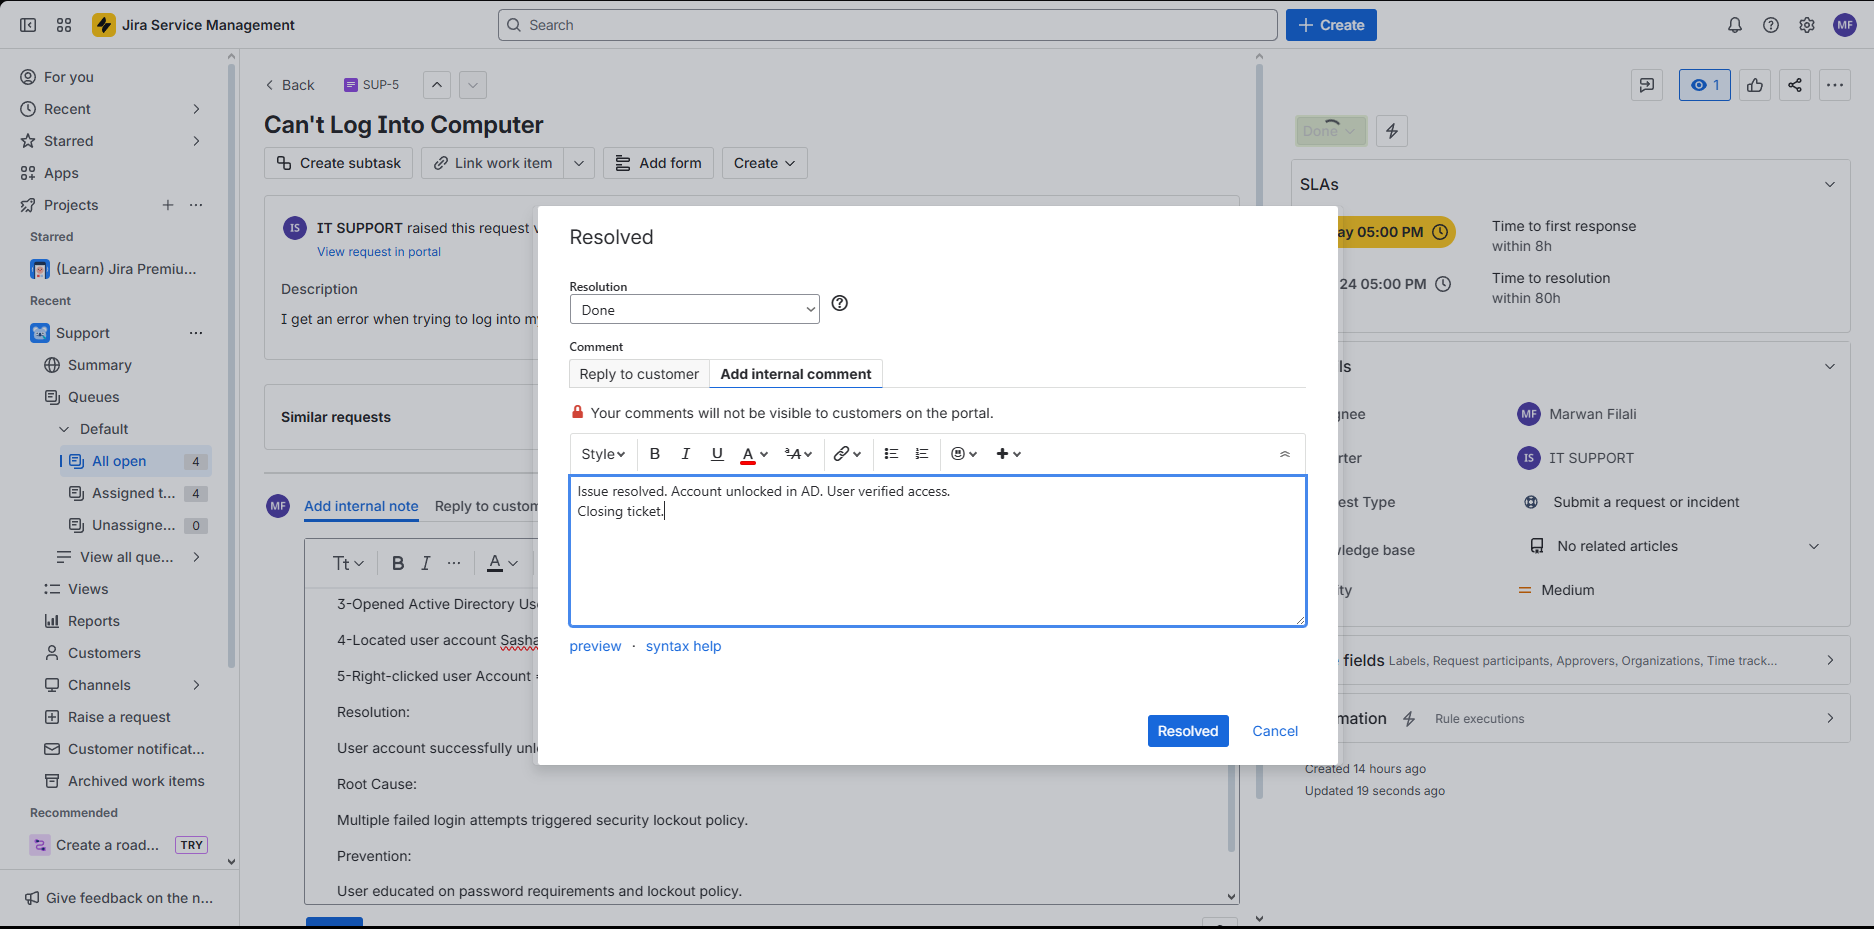 Jira Service Management
Search
Create
MF
For you
Recent
Starred
Apps
Projects
Starred
(Learn) Jira Premiu...
Recent
Support
Summary
Queues
Default
All open 4
Assigned t... 4
Unassigne... 0
View all que...
Views
Reports
Customers
Channels
Raise a request
Customer notificat...
Archived work items
Recommended
Create a road... TRY
Give feedback on the n...
Back
SUP-5
1
Can't Log Into Computer
Create subtask
Link work item
Add form
Create
Done
IS
IT SUPPORT raised this request v
View request in portal
Description
I get an error when trying to log into my
Similar requests
MF
Add internal note
Reply to custom
Tt B I ... A
3-Opened Active Directory Use
4-Located user account Sasha
5-Right-clicked user Account
Resolution:
User account successfully unl
Root Cause:
Multiple failed login attempts triggered security lockout policy.
Prevention:
User educated on password requirements and lockout policy.
Resolved
Resolution
Done
Comment
Reply to customer
Add internal comment
Your comments will not be visible to customers on the portal.
Style B I U A ªA
Issue resolved. Account unlocked in AD. User verified access.
Closing ticket.
preview · syntax help
Resolved
Cancel
SLAs
ay 05:00 PM
Time to first response
within 8h
24 05:00 PM
Time to resolution
within 80h
ls
nee
MF Marwan Filali
rter
IS IT SUPPORT
est Type
Submit a request or incident
vledge base
No related articles
ty
Medium
fields Labels, Request participants, Approvers, Organizations, Time track...
mation
Rule executions
Created 14 hours ago
Updated 19 seconds ago